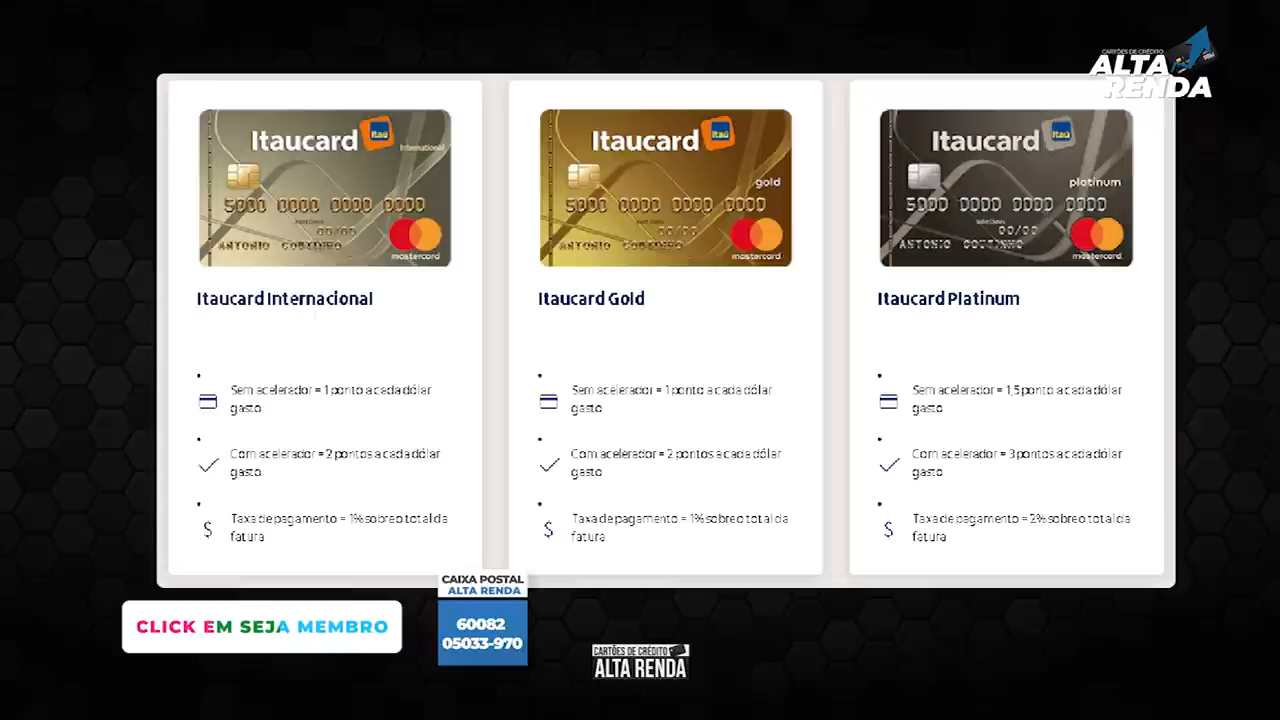 CARTÕES DE CRÉDITO
ALTA
RENDA
Itaucard Itaú
International
5000 0000 0000 0000
00/00
ANTONIO COUTINHO
mastercard
Itaucard Internacional
Sem acelerador = 1 ponto a cada dólar
gasto
Com acelerador = 2 pontos a cada dólar
gasto
Taxa de pagamento = 1% sobre o total da
fatura
Itaucard Itaú
gold
5000 0000 0000 0000
00/00
ANTONIO COUTINHO
mastercard
Itaucard Gold
Sem acelerador = 1 ponto a cada dólar
gasto
Com acelerador = 2 pontos a cada dólar
gasto
Taxa de pagamento = 1% sobre o total da
fatura
Itaucard Itaú
platinum
5000 0000 0000 0000
00/00
ANTONIO COUTINHO
mastercard
Itaucard Platinum
Sem acelerador = 1,5 ponto a cada dólar
gasto
Com acelerador = 3 pontos a cada dólar
gasto
Taxa de pagamento = 2% sobre o total da
fatura
CLICK EM SEJA MEMBRO
CAIXA POSTAL
ALTA RENDA
60082
05033-970
CARTÕES DE CRÉDITO
ALTA RENDA